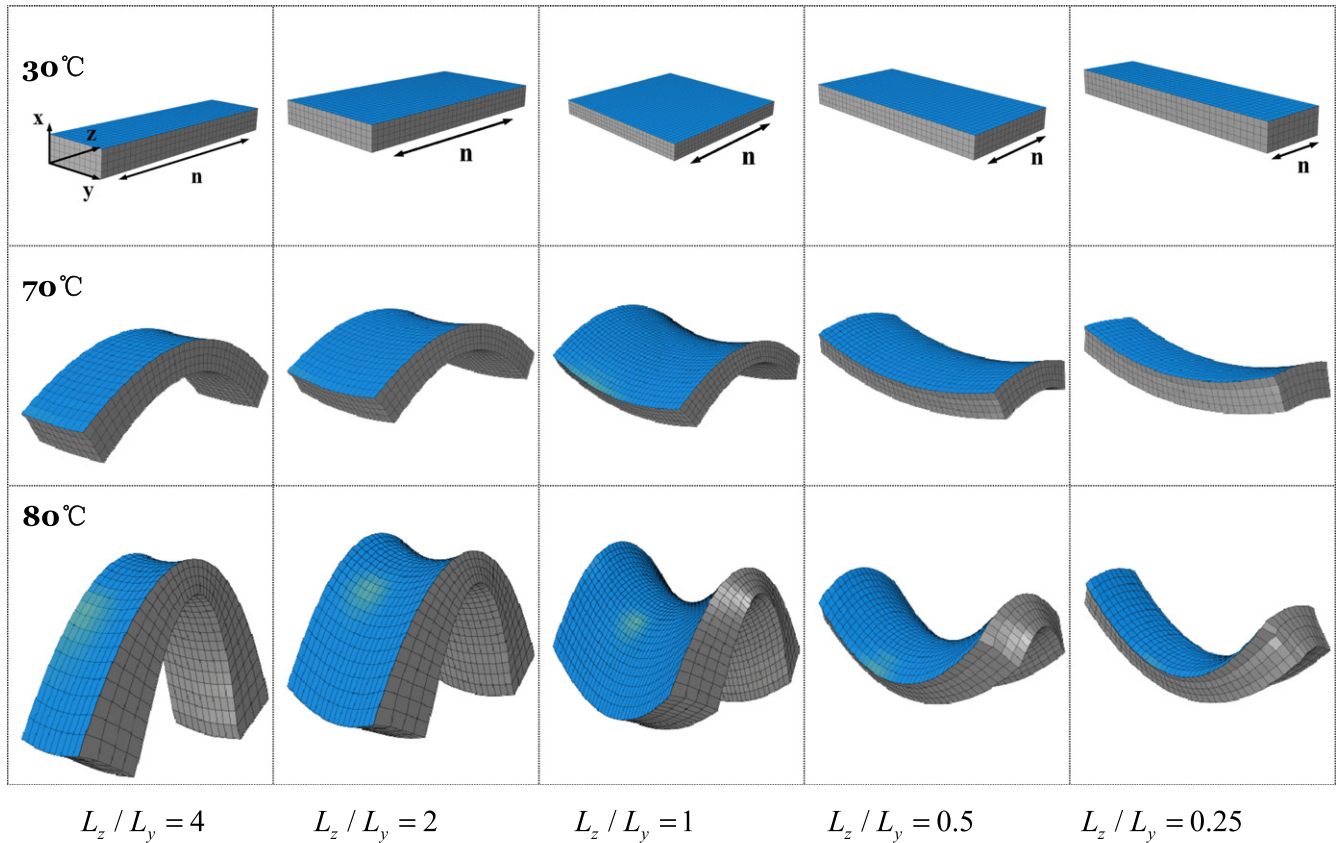 30℃
x
z
y
n
n
n
n
n
70℃
80℃
L_z / L_y = 4
L_z / L_y = 2
L_z / L_y = 1
L_z / L_y = 0.5
L_z / L_y = 0.25